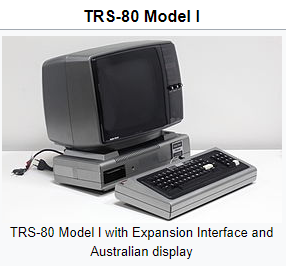 TRS-80 Model I
TRS-80 Model I with Expansion Interface and
Australian display